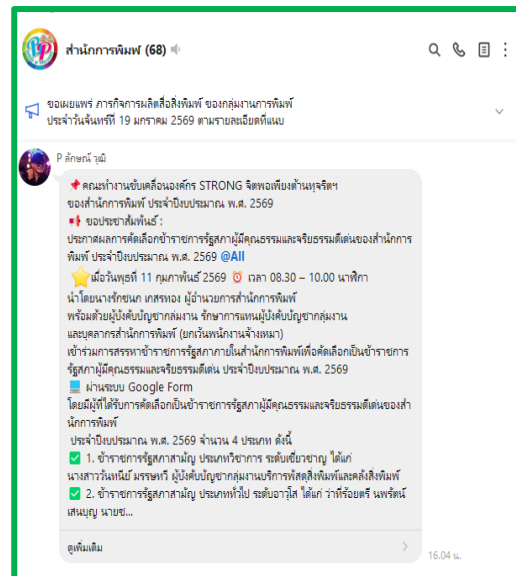 สำนักการพิมพ์ (68)
ขอเผยแพร่ ภารกิจการผลิตสื่อสิ่งพิมพ์ ของกลุ่มงานการพิมพ์
ประจำวันจันทร์ที่ 19 มกราคม 2569 ตามรายละเอียดที่แนบ
P ลักษณ์ วุฒิ
📌คณะทำงานขับเคลื่อนองค์กร STRONG จิตพอเพียงต้านทุจริตฯ
ของสำนักการพิมพ์ ประจำปีงบประมาณ พ.ศ. 2569
📢 ขอประชาสัมพันธ์ :
ประกาศผลการคัดเลือกข้าราชการรัฐสภาผู้มีคุณธรรมและจริยธรรมดีเด่นของสำนักการ
พิมพ์ ประจำปีงบประมาณ พ.ศ. 2569 @All
⭐เมื่อวันพุธที่ 11 กุมภาพันธ์ 2569 ⏰ เวลา 08.30 – 10.00 นาฬิกา
นำโดยนางรักชนก เกสรทอง ผู้อำนวยการสำนักการพิมพ์
พร้อมด้วยผู้บังคับบัญชากลุ่มงาน รักษาการแทนผู้บังคับบัญชากลุ่มงาน
และบุคลากรสำนักการพิมพ์ (ยกเว้นพนักงานจ้างเหมา)
เข้าร่วมการสรรหาข้าราชการรัฐสภาภายในสำนักการพิมพ์เพื่อคัดเลือกเป็นข้าราชการ
รัฐสภาผู้มีคุณธรรมและจริยธรรมดีเด่น ประจำปีงบประมาณ พ.ศ. 2569
💻 ผ่านระบบ Google Form
โดยมีผู้ที่ได้รับการคัดเลือกเป็นข้าราชการรัฐสภาผู้มีคุณธรรมและจริยธรรมดีเด่นของสำ
นักการพิมพ์
ประจำปีงบประมาณ พ.ศ. 2569 จำนวน 4 ประเภท ดังนี้
✅ 1. ข้าราชการรัฐสภาสามัญ ประเภทวิชาการ ระดับเชี่ยวชาญ ได้แก่
นางสาววันทนีย์ มรรษทวี ผู้บังคับบัญชากลุ่มงานบริการพัสดุสิ่งพิมพ์และคลังสิ่งพิมพ์
✅ 2. ข้าราชการรัฐสภาสามัญ ประเภททั่วไป ระดับอาวุโส ได้แก่ ว่าที่ร้อยตรี นพรัตน์
เสนบุญ นายช...
ดูเพิ่มเติม
16.04 น.